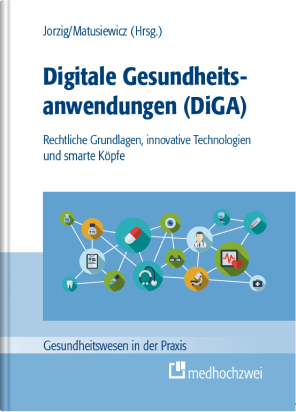 Jorzig/Matusiewicz (Hrsg.)
Digitale Gesundheits-
anwendungen (DiGA)
Rechtliche Grundlagen, innovative Technologien
und smarte Köpfe
Gesundheitswesen in der Praxis
medhochzwei